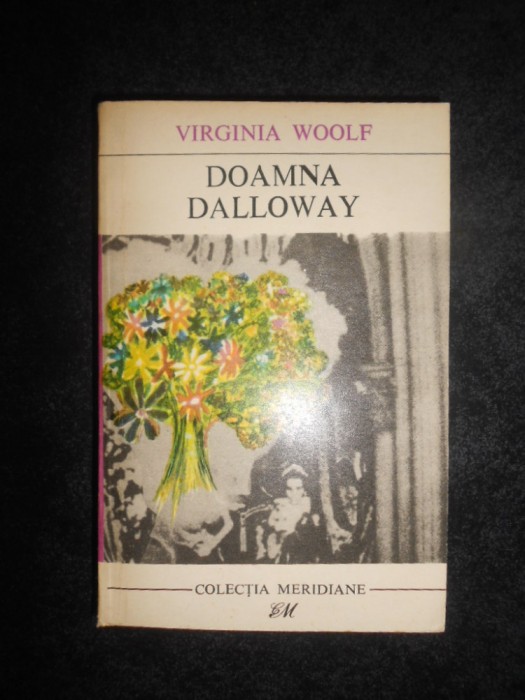 VIRGINIA WOOLF
DOAMNA
DALLOWAY
COLECȚIA MERIDIANE
CM